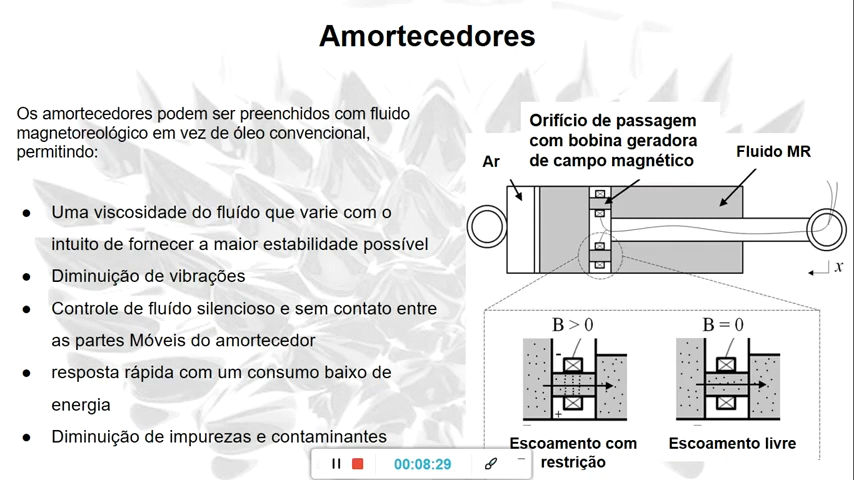 Amortecedores
Os amortecedores podem ser preenchidos com fluido
magnetoreológico em vez de óleo convencional,
permitindo:
● Uma viscosidade do fluído que varie com o
intuito de fornecer a maior estabilidade possível
● Diminuição de vibrações
● Controle de fluído silencioso e sem contato entre
as partes Móveis do amortecedor
● resposta rápida com um consumo baixo de
energia
● Diminuição de impurezas e contaminantes
Orifício de passagem
com bobina geradora
de campo magnético
Ar
Fluido MR
x
B > 0
B = 0
-
+
Escoamento com
restrição
Escoamento livre
00:08:29